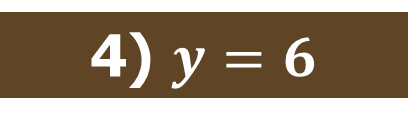 4) y = 6